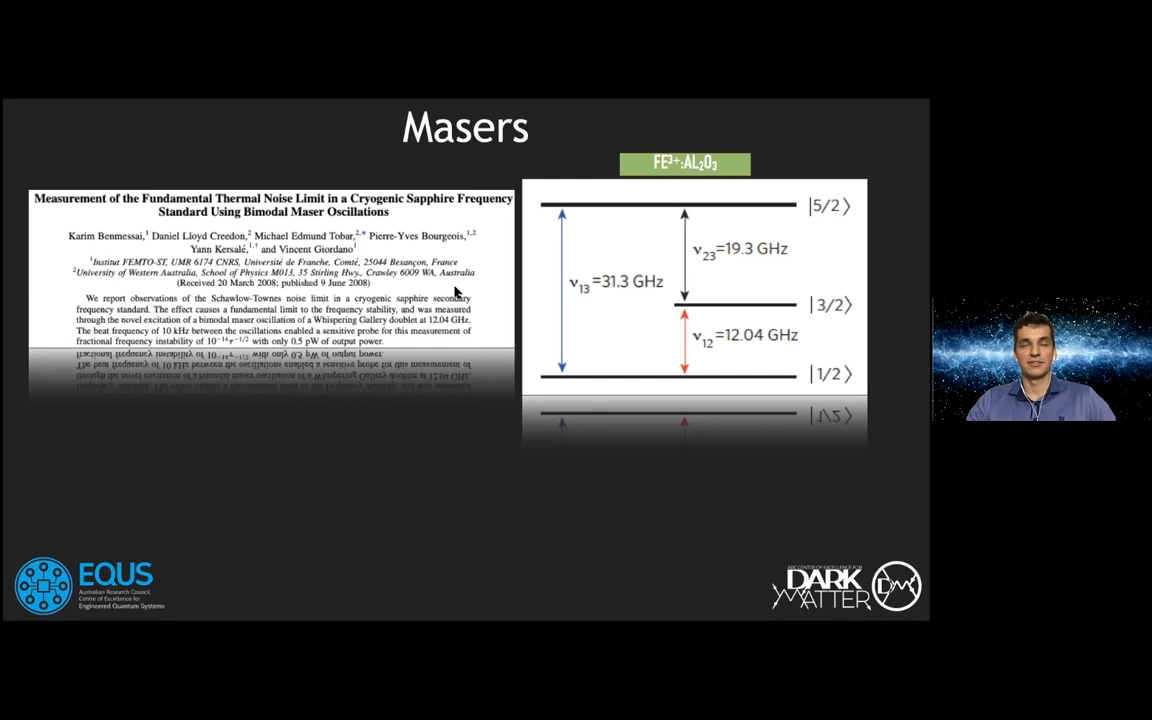 Masers
FE³⁺:AL₂O₃
Measurement of the Fundamental Thermal Noise Limit in a Cryogenic Sapphire Frequency
Standard Using Bimodal Maser Oscillations
Karim Benmessai,¹ Daniel Lloyd Creedon,² Michael Edmund Tobar,²,* Pierre-Yves Bourgeois,¹,²
Yann Kersalé,¹,† and Vincent Giordano¹
¹Institut FEMTO-ST, UMR 6174 CNRS, Université de Franche, Comté, 25044 Besançon, France
²University of Western Australia, School of Physics M013, 35 Stirling Hwy., Crawley 6009 WA, Australia
(Received 20 March 2008; published 9 June 2008)
We report observations of the Schawlow-Townes noise limit in a cryogenic sapphire secondary
frequency standard. The effect causes a fundamental limit to the frequency stability, and was measured
through the novel excitation of a bimodal maser oscillation of a Whispering Gallery doublet at 12.04 GHz.
The beat frequency of 10 kHz between the oscillations enabled a sensitive probe for this measurement of
fractional frequency instability of 10⁻¹⁴τ⁻¹/² with only 0.5 pW of output power.
|5/2⟩
ν₂₃=19.3 GHz
ν₁₃=31.3 GHz
|3/2⟩
ν₁₂=12.04 GHz
|1/2⟩
EQUS
Australian Research Council
Centre of Excellence for
Engineered Quantum Systems
ARC CENTRE OF EXCELLENCE FOR
DARK
MATTER
DM